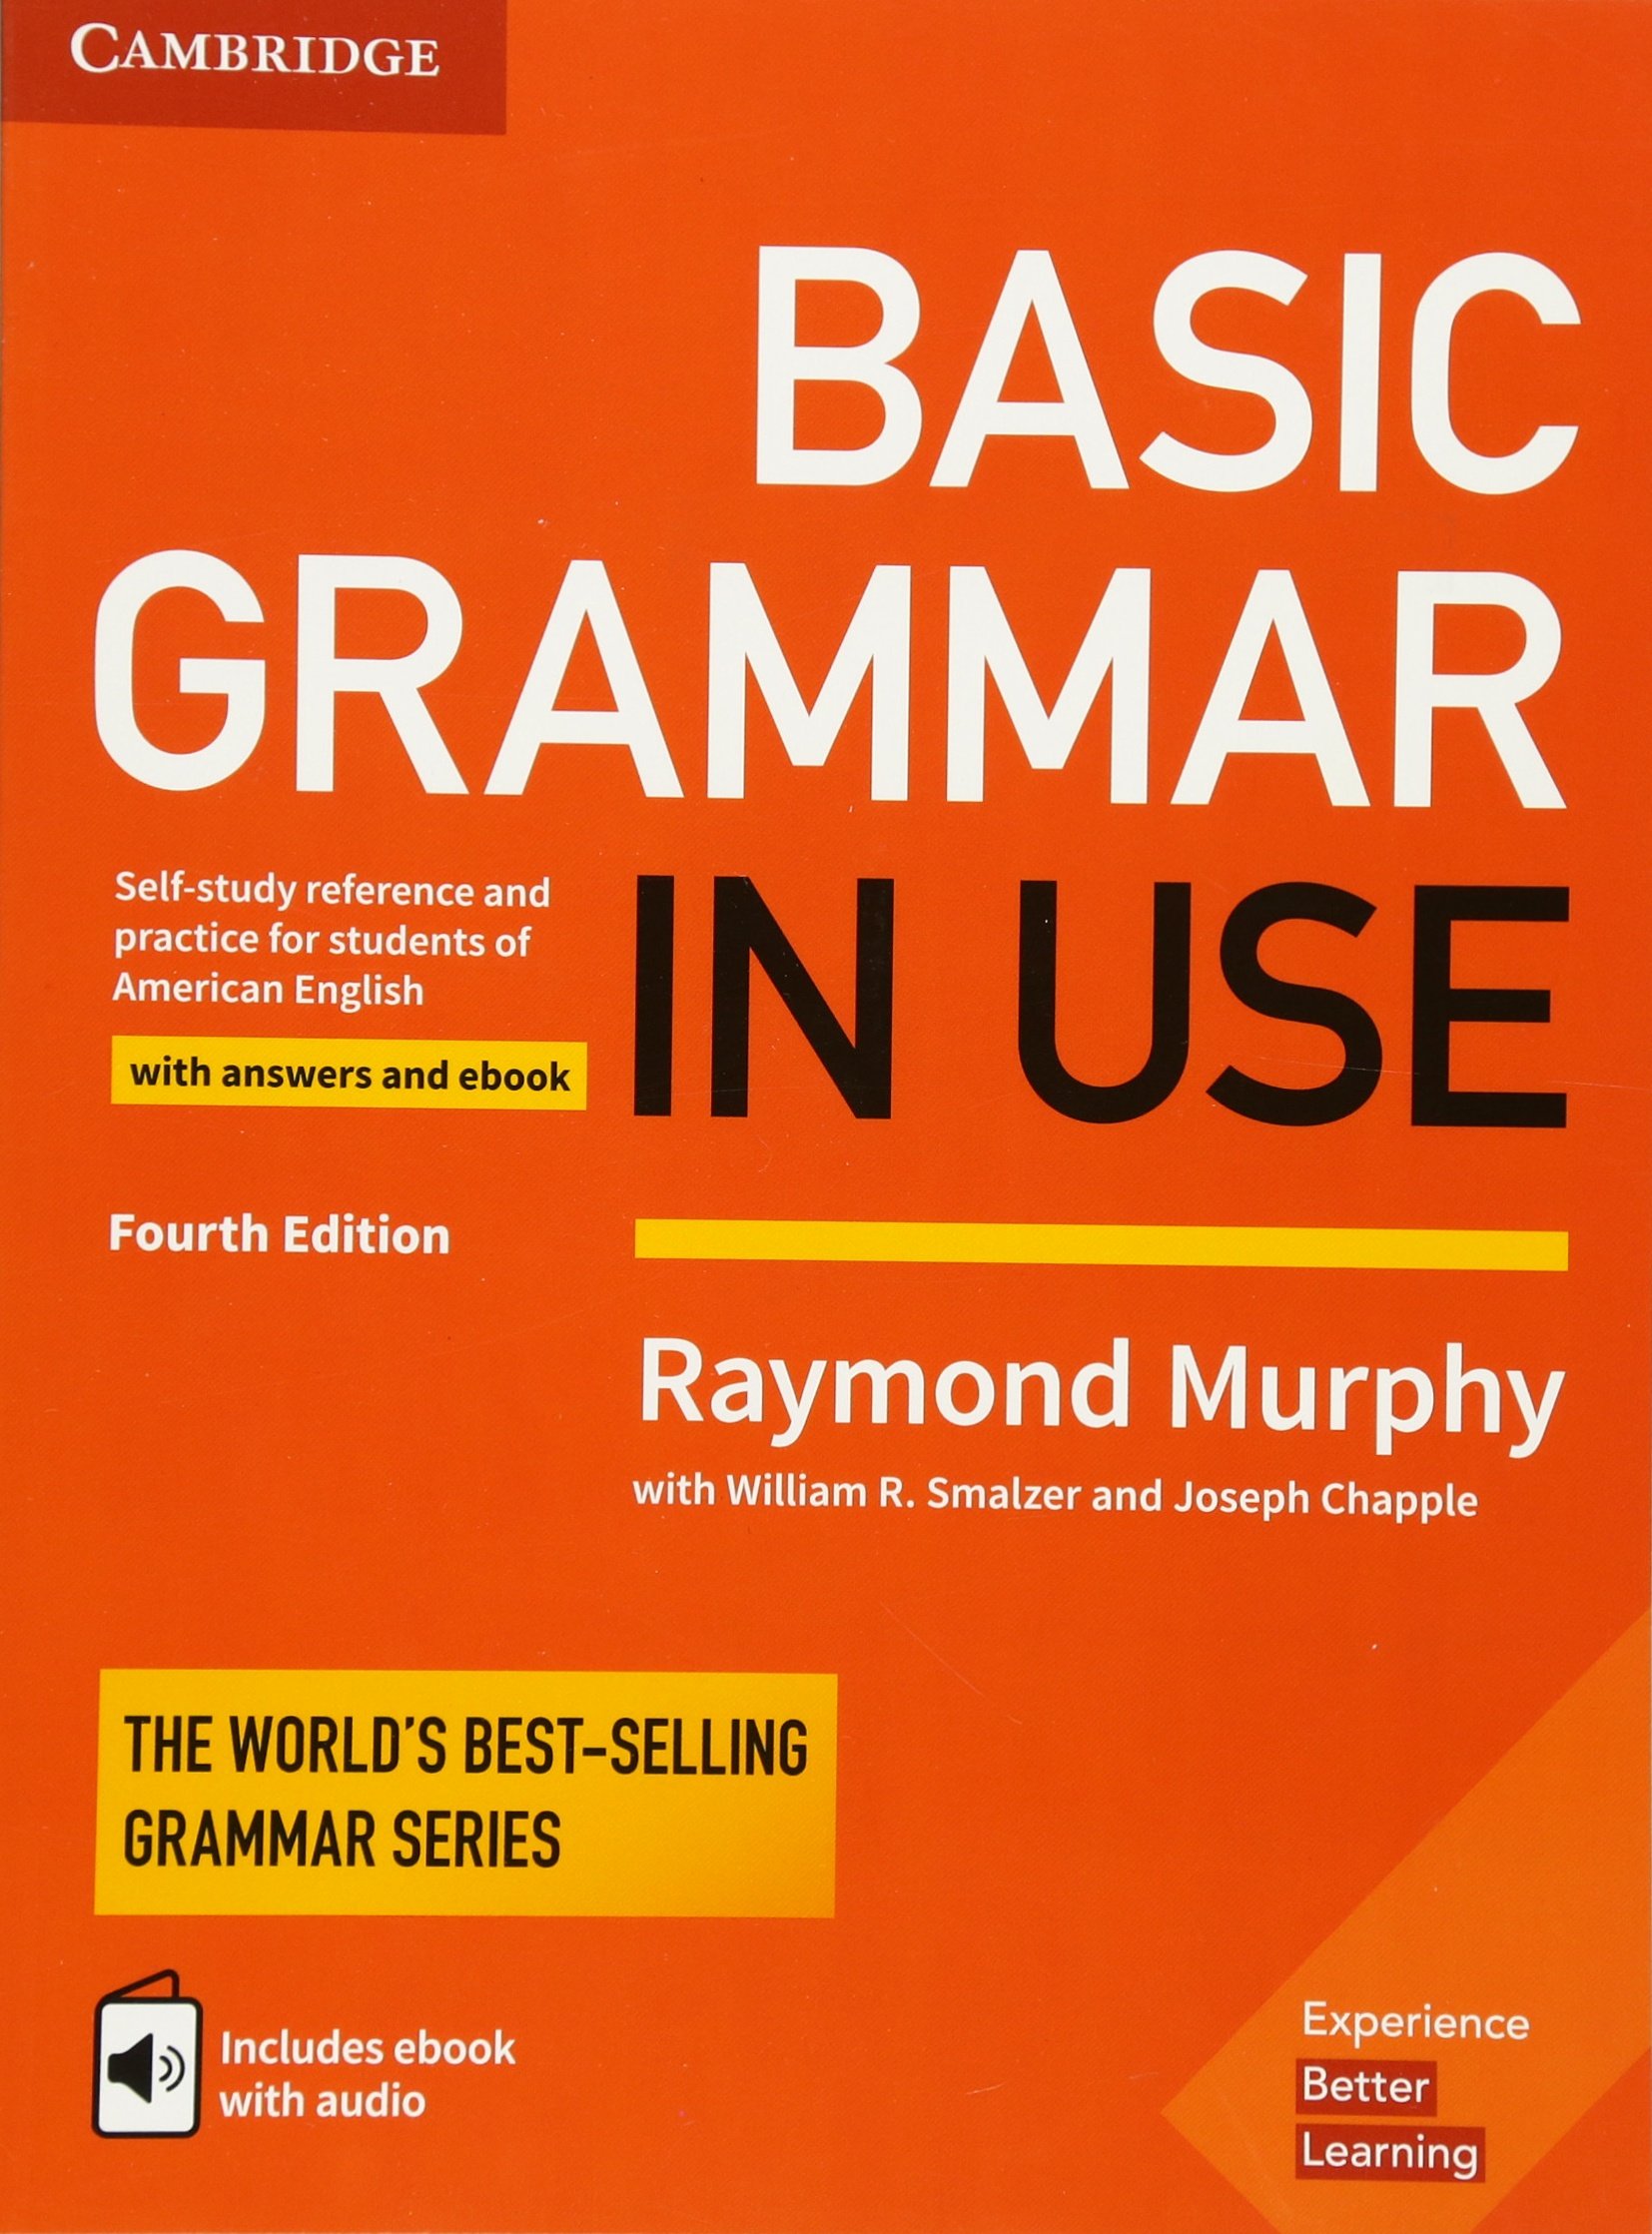 CAMBRIDGE
BASIC
GRAMMAR
IN USE
Self-study reference and
practice for students of
American English
with answers and ebook
Fourth Edition
Raymond Murphy
with William R. Smalzer and Joseph Chapple
THE WORLD'S BEST-SELLING
GRAMMAR SERIES
Includes ebook
with audio
Experience
Better
Learning